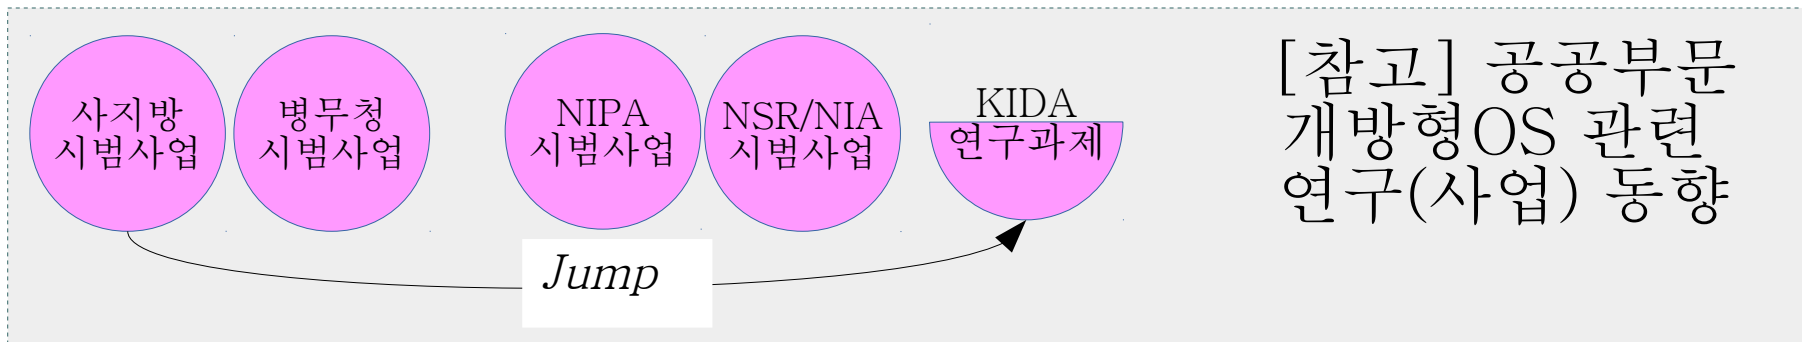 사지방
시범사업
병무청
시범사업
NIPA
시범사업
NSR/NIA
시범사업
KIDA
연구과제
Jump
[참고] 공공부문
개방형OS 관련
연구(사업) 동향